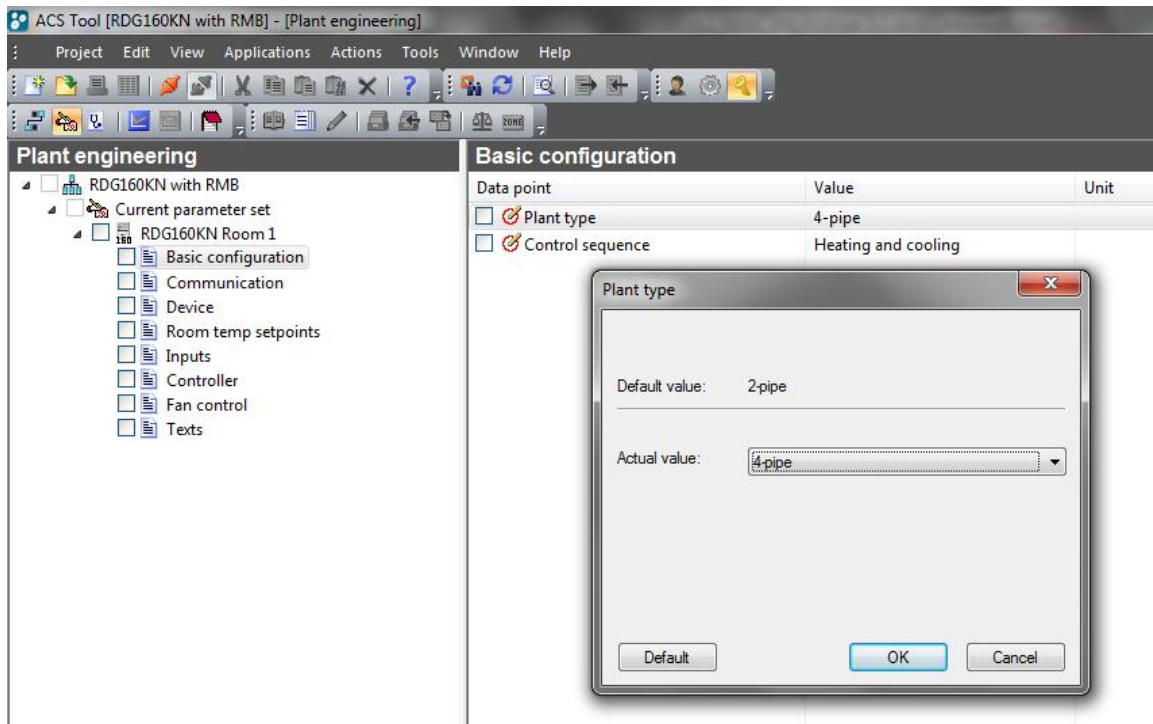 ACS Tool [RDG160KN with RMB] - [Plant engineering]
Project Edit View Applications Actions Tools Window Help
ZONE
Plant engineering
RDG160KN with RMB
Current parameter set
160
RDG160KN Room 1
Basic configuration
Communication
Device
Room temp setpoints
Inputs
Controller
Fan control
Texts
Basic configuration
Data point Value Unit
Plant type 4-pipe
Control sequence Heating and cooling
Plant type
Default value: 2-pipe
Actual value: 4-pipe
Default OK Cancel